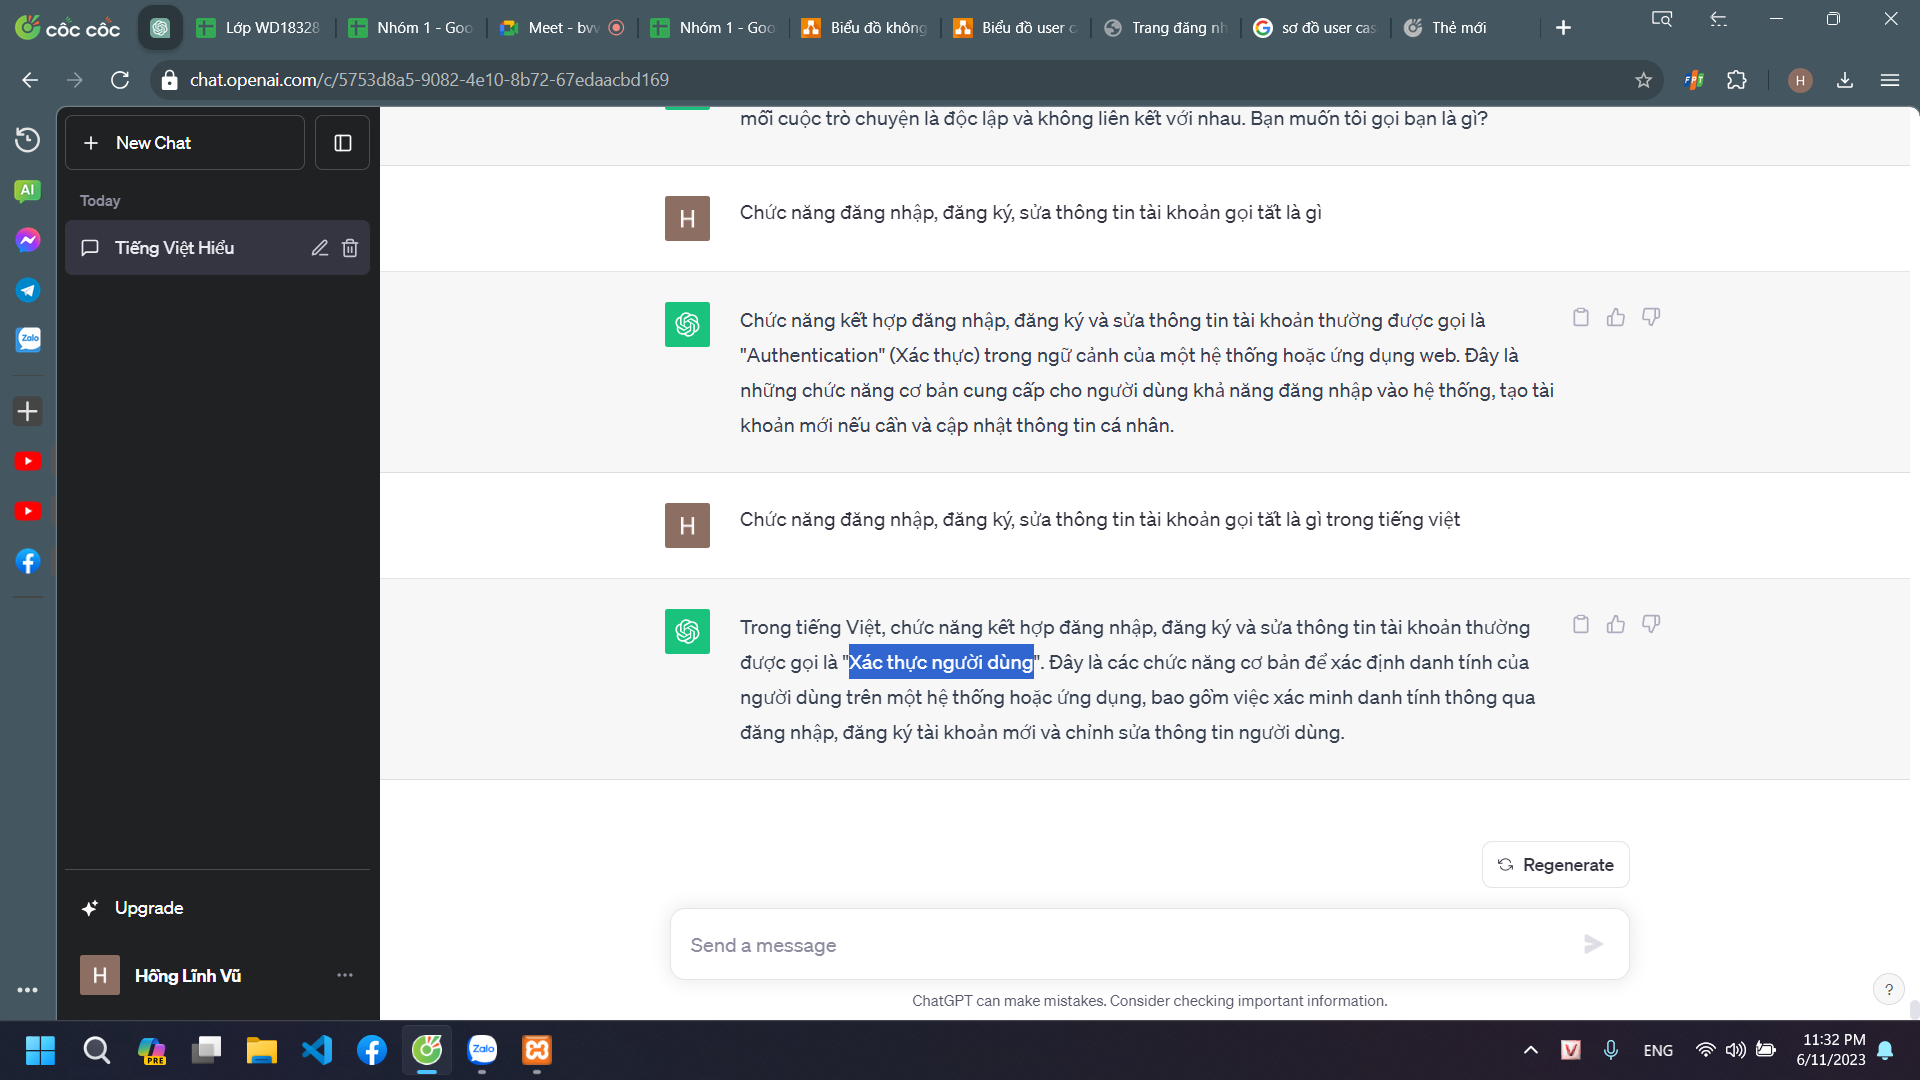 cốc cốc
Lớp WD18328
Nhóm 1 - Goo
Meet - bvv
Nhóm 1 - Goo
Biểu đồ không
Biểu đồ user c
Trang đăng nh
sơ đồ user cas
Thẻ mới
chat.openai.com/c/5753d8a5-9082-4e10-8b72-67edaacbd169
FPT
H
AI
New Chat
Today
Tiếng Việt Hiểu
Zalo
mỗi cuộc trò chuyện là độc lập và không liên kết với nhau. Bạn muốn tôi gọi bạn là gì?
H
Chức năng đăng nhập, đăng ký, sửa thông tin tài khoản gọi tắt là gì
Chức năng kết hợp đăng nhập, đăng ký và sửa thông tin tài khoản thường được gọi là
"Authentication" (Xác thực) trong ngữ cảnh của một hệ thống hoặc ứng dụng web. Đây là
những chức năng cơ bản cung cấp cho người dùng khả năng đăng nhập vào hệ thống, tạo tài
khoản mới nếu cần và cập nhật thông tin cá nhân.
H
Chức năng đăng nhập, đăng ký, sửa thông tin tài khoản gọi tắt là gì trong tiếng việt
Trong tiếng Việt, chức năng kết hợp đăng nhập, đăng ký và sửa thông tin tài khoản thường
được gọi là "Xác thực người dùng". Đây là các chức năng cơ bản để xác định danh tính của
người dùng trên một hệ thống hoặc ứng dụng, bao gồm việc xác minh danh tính thông qua
đăng nhập, đăng ký tài khoản mới và chỉnh sửa thông tin người dùng.
Regenerate
Upgrade
Send a message
H
Hồng Lĩnh Vũ
ChatGPT can make mistakes. Consider checking important information.
?
PRE
Zalo
V
ENG
11:32 PM
6/11/2023